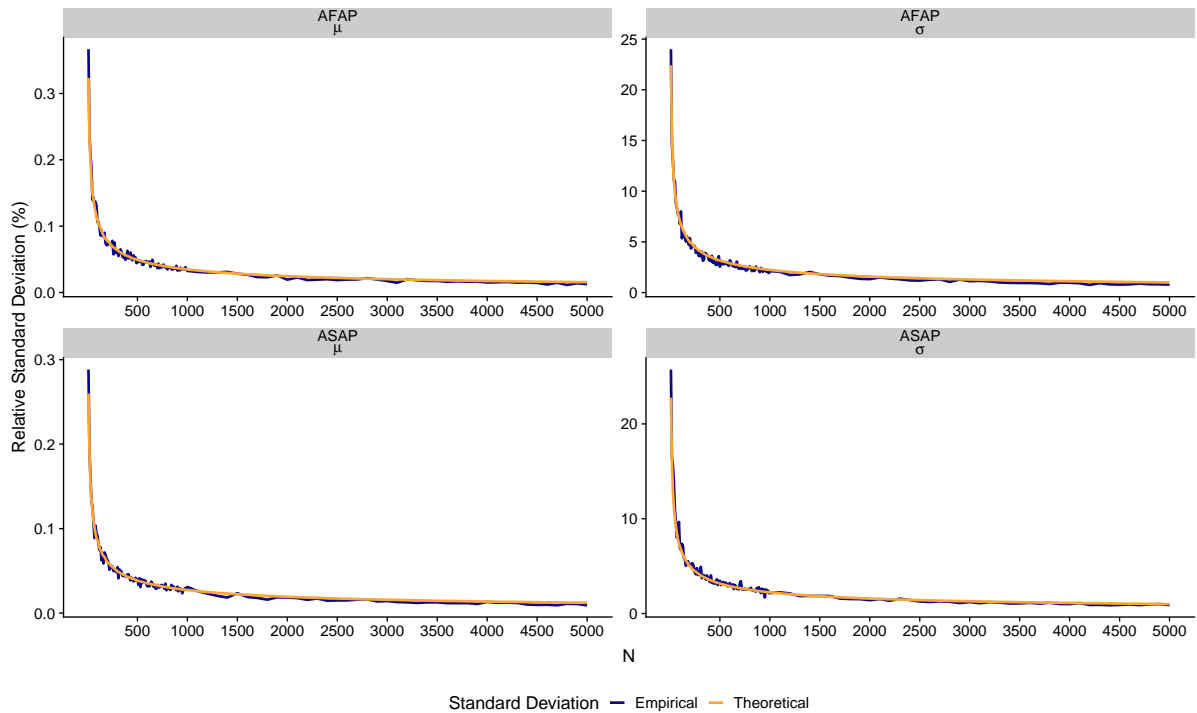 AFAP
μ
AFAP
σ
0.3
0.2
0.1
0.0
500 1000 1500 2000 2500 3000 3500 4000 4500 5000
25
20
15
10
5
0
500 1000 1500 2000 2500 3000 3500 4000 4500 5000
ASAP
μ
ASAP
σ
0.3
0.2
0.1
0.0
500 1000 1500 2000 2500 3000 3500 4000 4500 5000
20
10
0
500 1000 1500 2000 2500 3000 3500 4000 4500 5000
Relative Standard Deviation (%)
N
Standard Deviation Empirical Theoretical